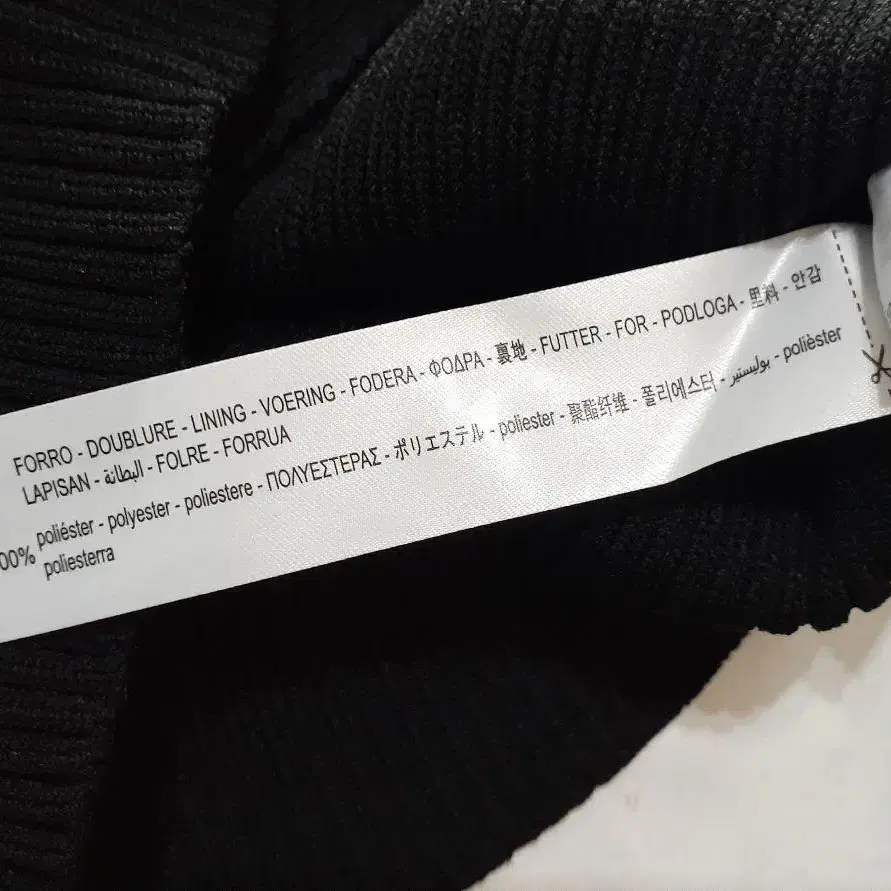 FORRO - DOUBLURE - LINING - VOERING - FODERA - ΦΟΔΡΑ - 裏地 - FUTTER - FOR - PODLOGA - 里料 - 안감
LAPISAN - البطانة - FOLRE - FORRUA
00% poliéster - polyester - poliestere - ΠΟΛΥΕΣΤΕΡΑΣ - ポリエステル - poliester - 聚酯纤维 - 폴리에스터 - بوليستير - polièster
poliesterra